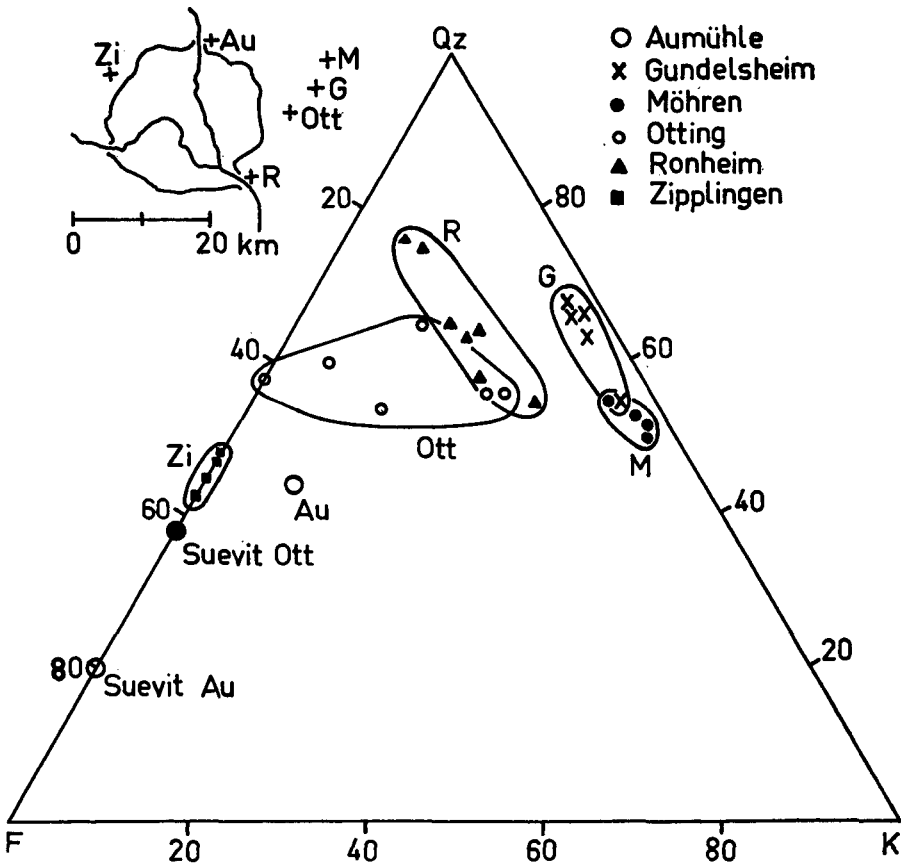 +Au
Zi
+
+M
+G
+Ott
+R
0 20 km
Qz
O Aumühle
x Gundelsheim
● Möhren
○ Otting
▲ Ronheim
■ Zipplingen
20
80
R
G
40
60
Ott
M
Zi
60
Au
40
Suevit Ott
80
Suevit Au
20
F
20
40
60
80
K